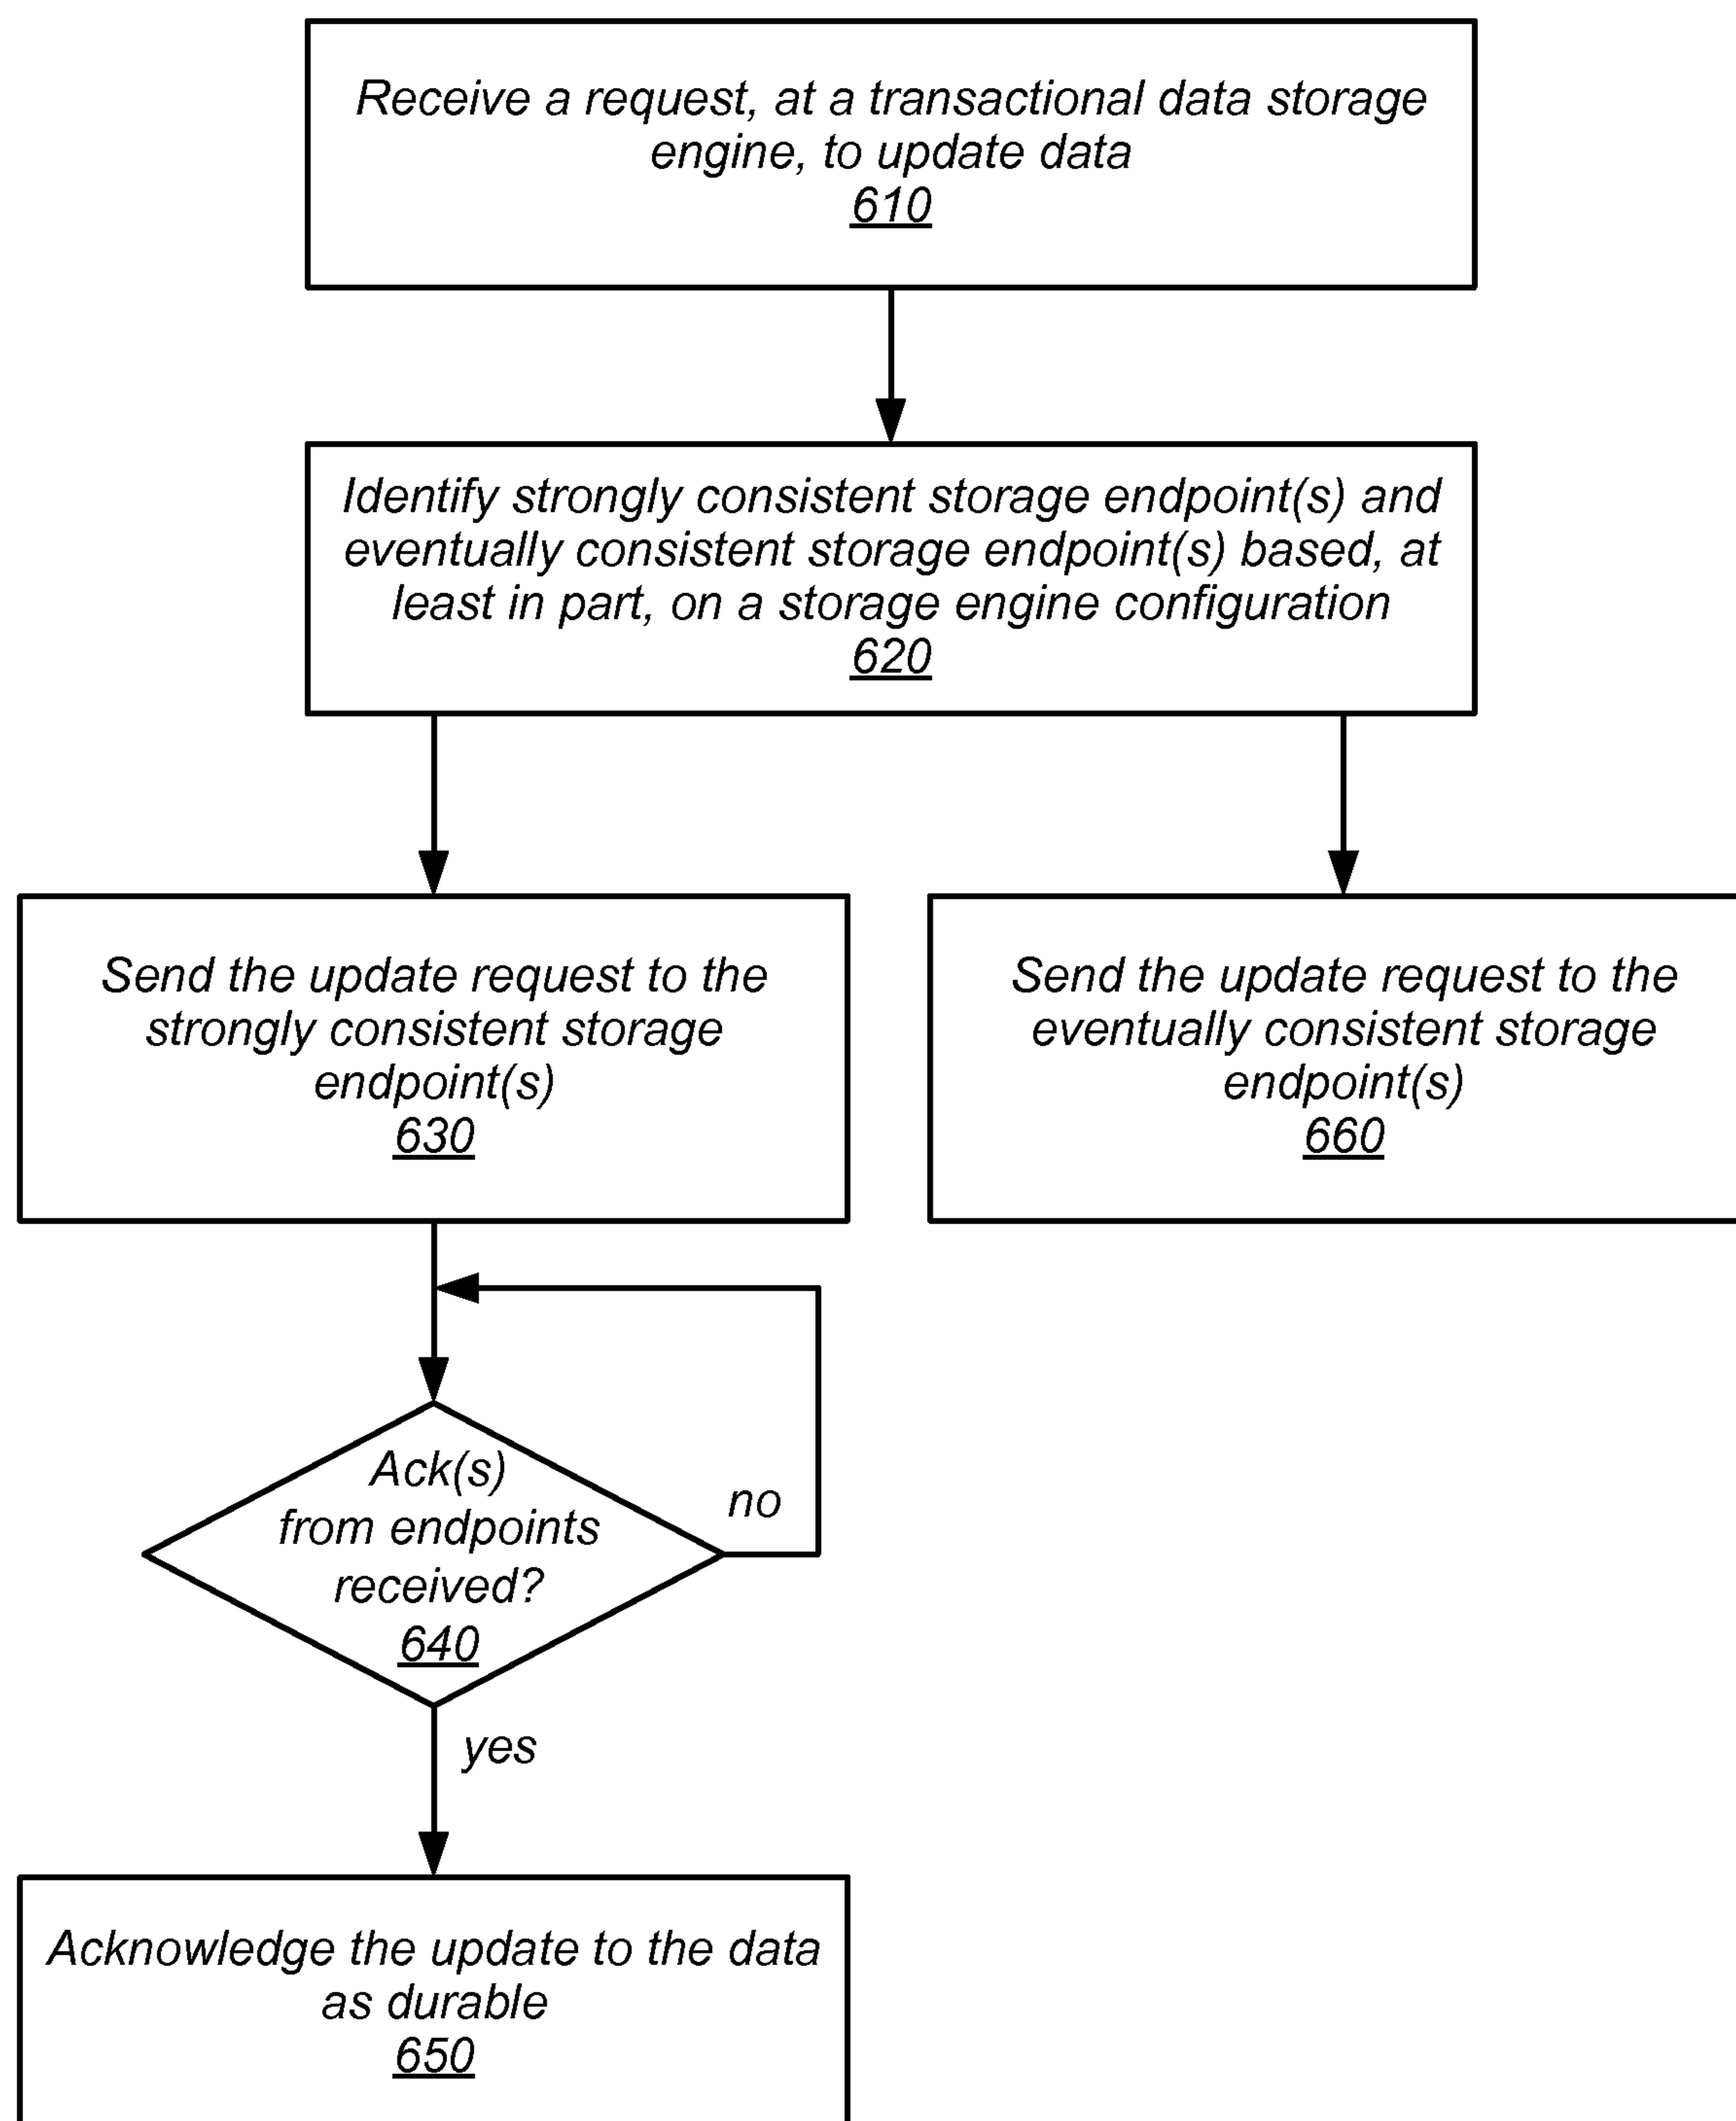 Receive a request, at a transactional data storage
engine, to update data
610
Identify strongly consistent storage endpoint(s) and
eventually consistent storage endpoint(s) based, at
least in part, on a storage engine configuration
620
Send the update request to the
strongly consistent storage
endpoint(s)
630
Send the update request to the
eventually consistent storage
endpoint(s)
660
Ack(s)
from endpoints
received?
640
no
yes
Acknowledge the update to the data
as durable
650